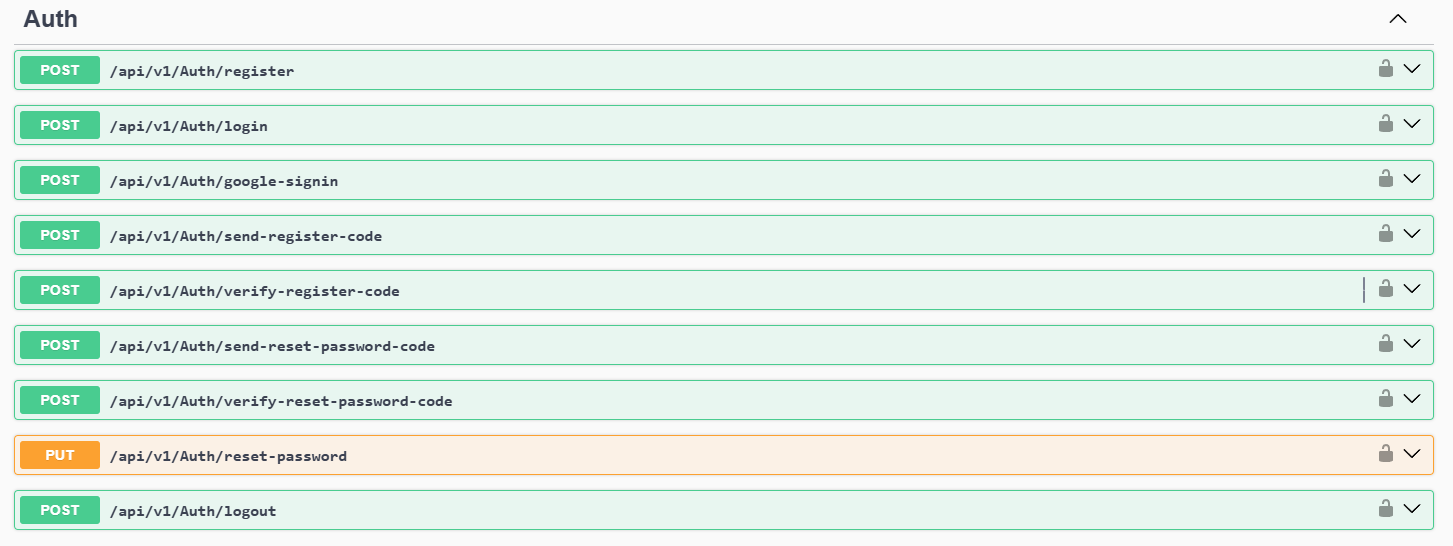 Auth
POST /api/v1/Auth/register
POST /api/v1/Auth/login
POST /api/v1/Auth/google-signin
POST /api/v1/Auth/send-register-code
POST /api/v1/Auth/verify-register-code
POST /api/v1/Auth/send-reset-password-code
POST /api/v1/Auth/verify-reset-password-code
PUT /api/v1/Auth/reset-password
POST /api/v1/Auth/logout